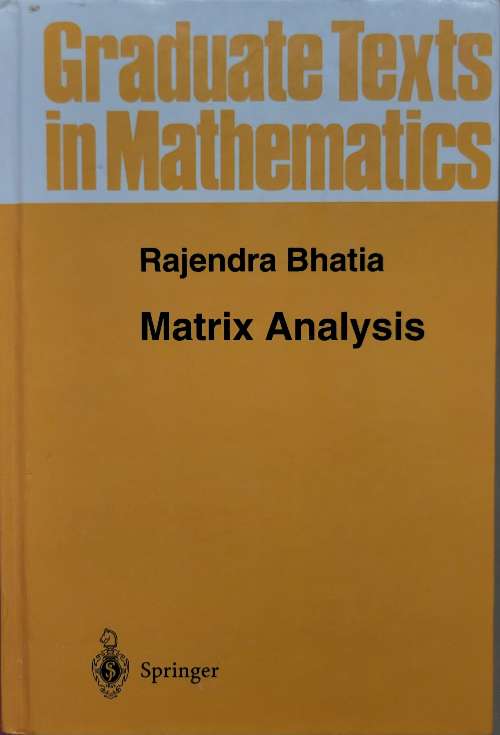 Graduate Texts
in Mathematics
Rajendra Bhatia
Matrix Analysis
Springer